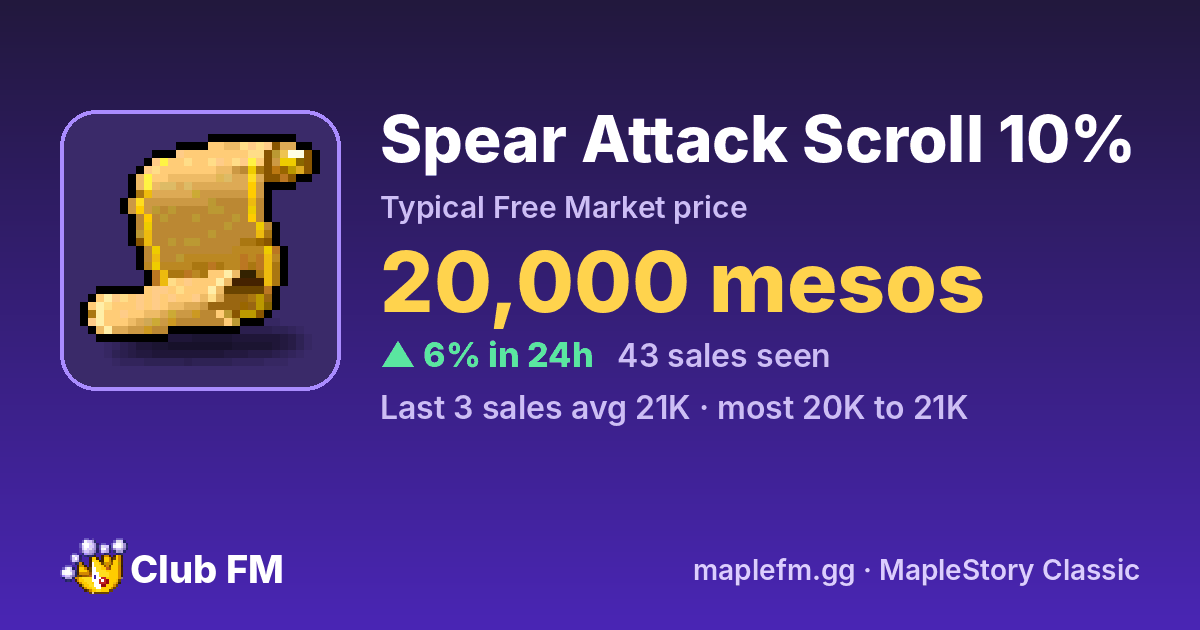 Spear Attack Scroll 10%
Typical Free Market price
20,000 mesos
▲ 6% in 24h 43 sales seen
Last 3 sales avg 21K · most 20K to 21K
Club FM
maplefm.gg · MapleStory Classic